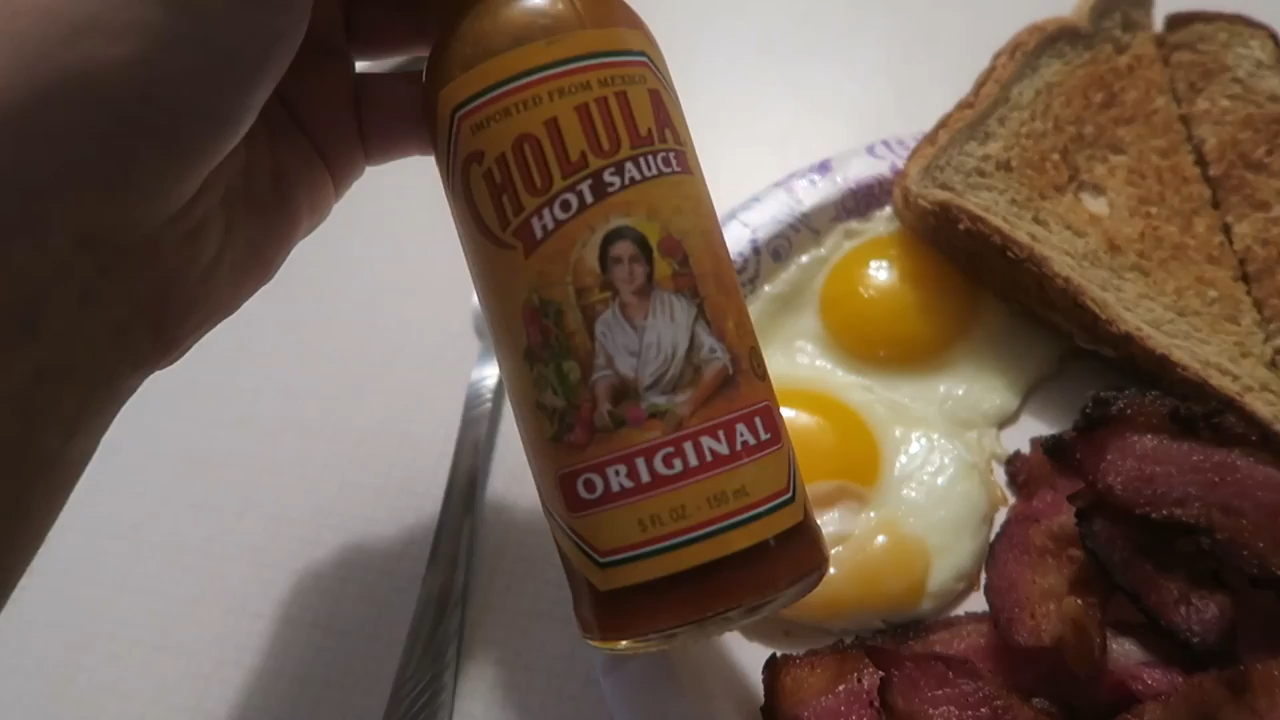 IMPORTED FROM MEXICO
CHOLULA
HOT SAUCE
ORIGINAL
5 FL. OZ. - 150 mL